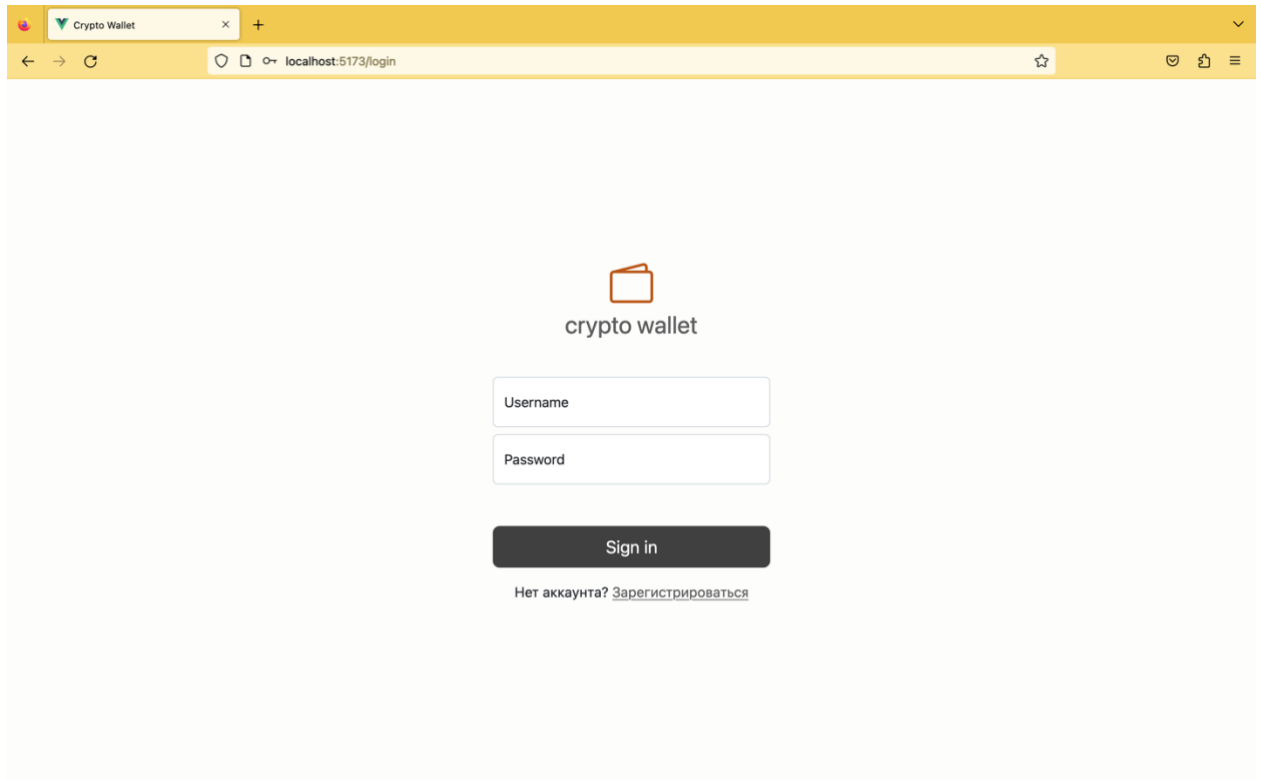 Crypto Wallet
localhost:5173/login
crypto wallet
Username
Password
Sign in
Нет аккаунта? Зарегистрироваться